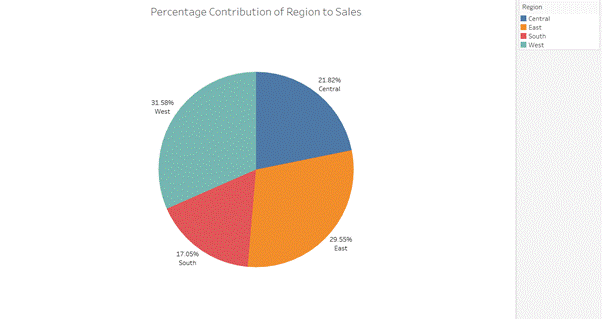 Percentage Contribution of Region to Sales
Region
Central
East
South
West
21.82%
Central
31.58%
West
29.55%
East
17.05%
South